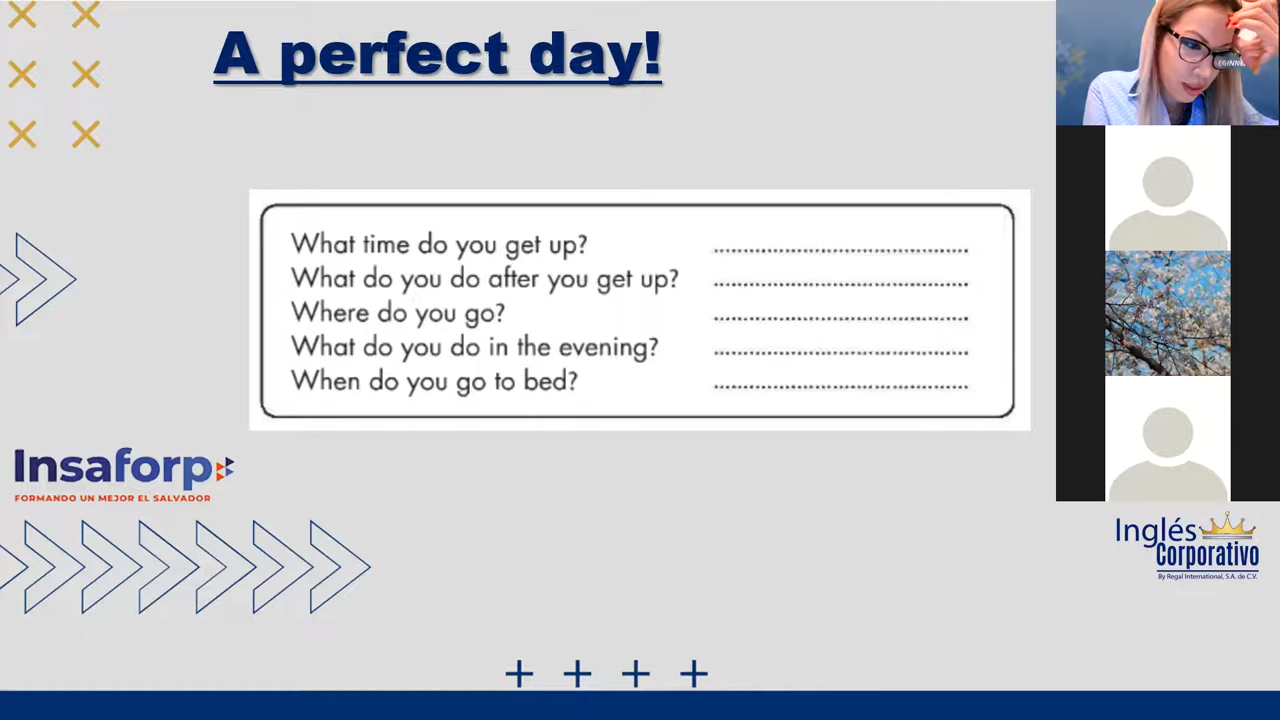 A perfect day!
EGINNE
What time do you get up? ........................................
What do you do after you get up? ........................................
Where do you go? ........................................
What do you do in the evening? ........................................
When do you go to bed? ........................................
Insaforp
FORMANDO UN MEJOR EL SALVADOR
Inglés
Corporativo
By Regal International, S.A. de C.V.